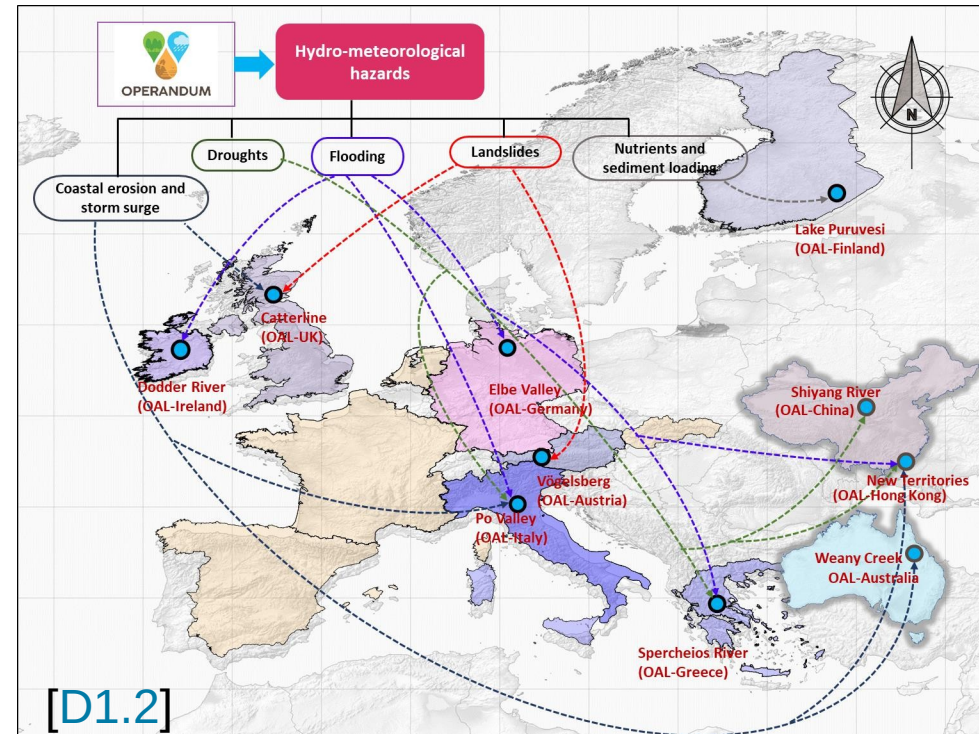 OPERANDUM
Hydro-meteorological
hazards
N
Droughts
Flooding
Landslides
Nutrients and
sediment loading
Coastal erosion and
storm surge
Lake Puruvesi
(OAL-Finland)
Catterline
(OAL-UK)
Dodder River
(OAL-Ireland)
Elbe Valley
(OAL-Germany)
Shiyang River
(OAL-China)
Vögelsberg
(OAL-Austria)
New Territories
(OAL-Hong Kong)
Po Valley
(OAL-Italy)
Weany Creek
OAL-Australia
Spercheios River
(OAL-Greece)
[D1.2]